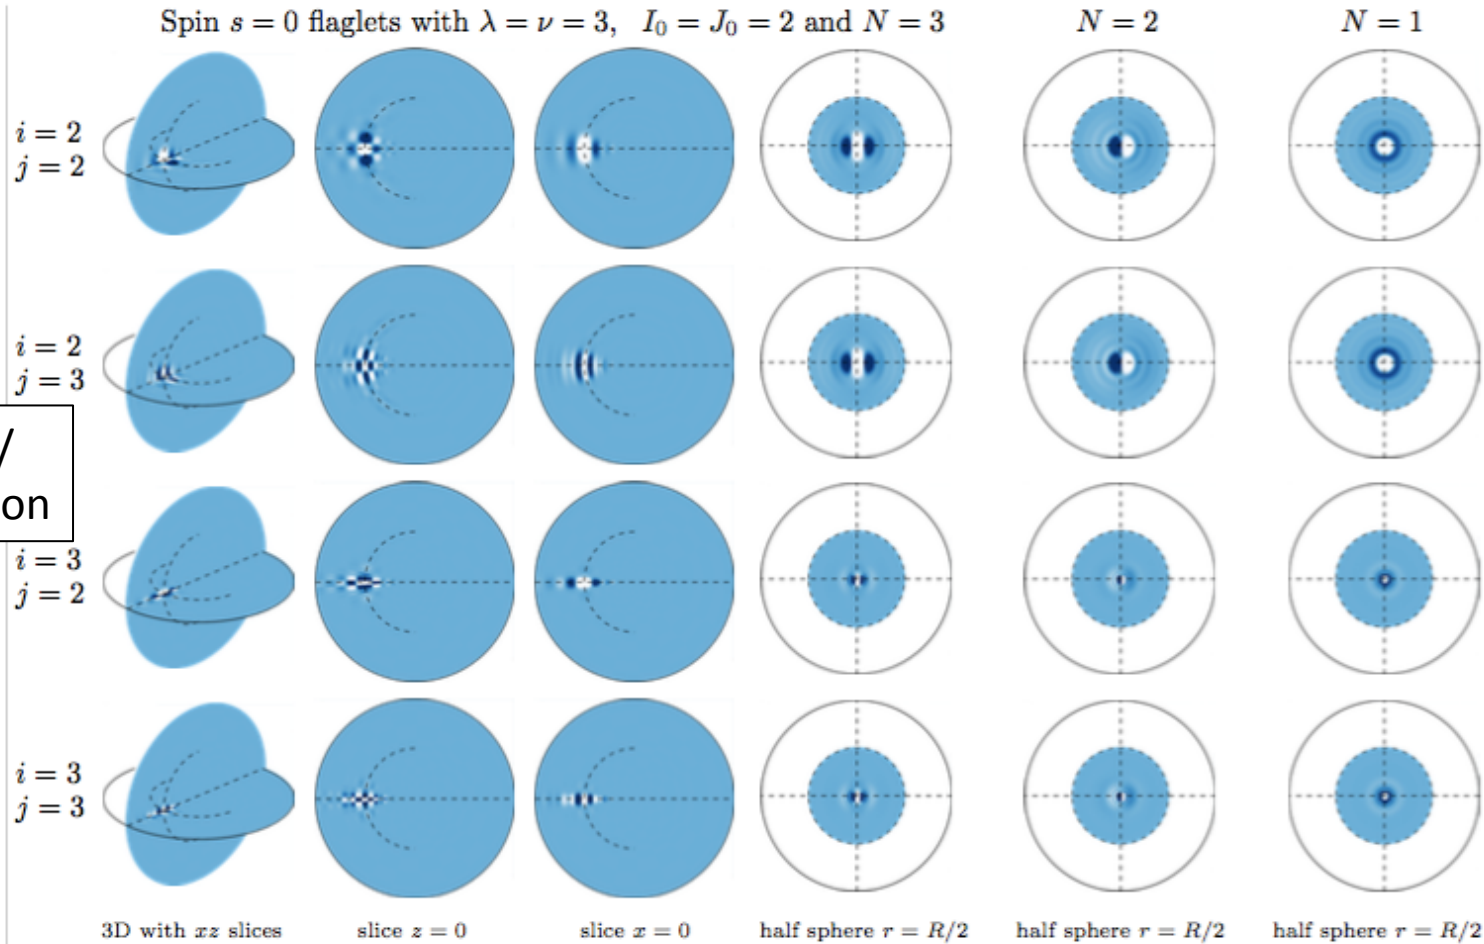 Spin s = 0 flaglets with λ = ν = 3, I₀ = J₀ = 2 and N = 3
N = 2
N = 1
i = 2
j = 2
i = 2
j = 3
/
on
i = 3
j = 2
i = 3
j = 3
3D with xz slices
slice z = 0
slice x = 0
half sphere r = R/2
half sphere r = R/2
half sphere r = R/2